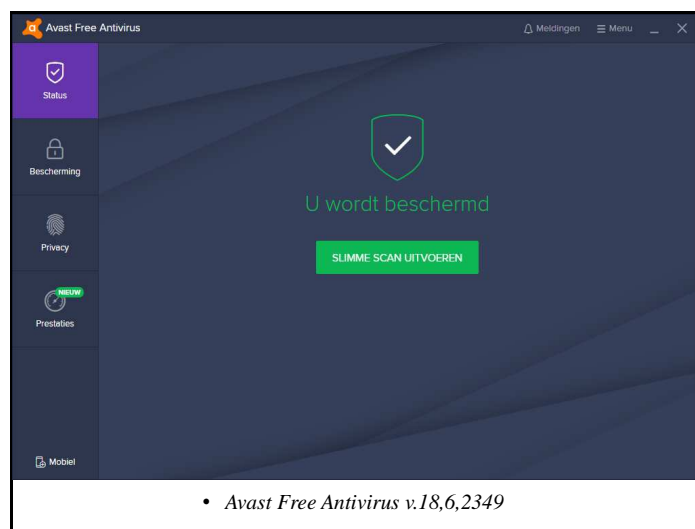 Avast Free Antivirus
Meldingen
Menu
Status
Bescherming
Privacy
NIEUW
Prestaties
Mobiel
U wordt beschermd
SLIMME SCAN UITVOEREN
• Avast Free Antivirus v.18,6,2349